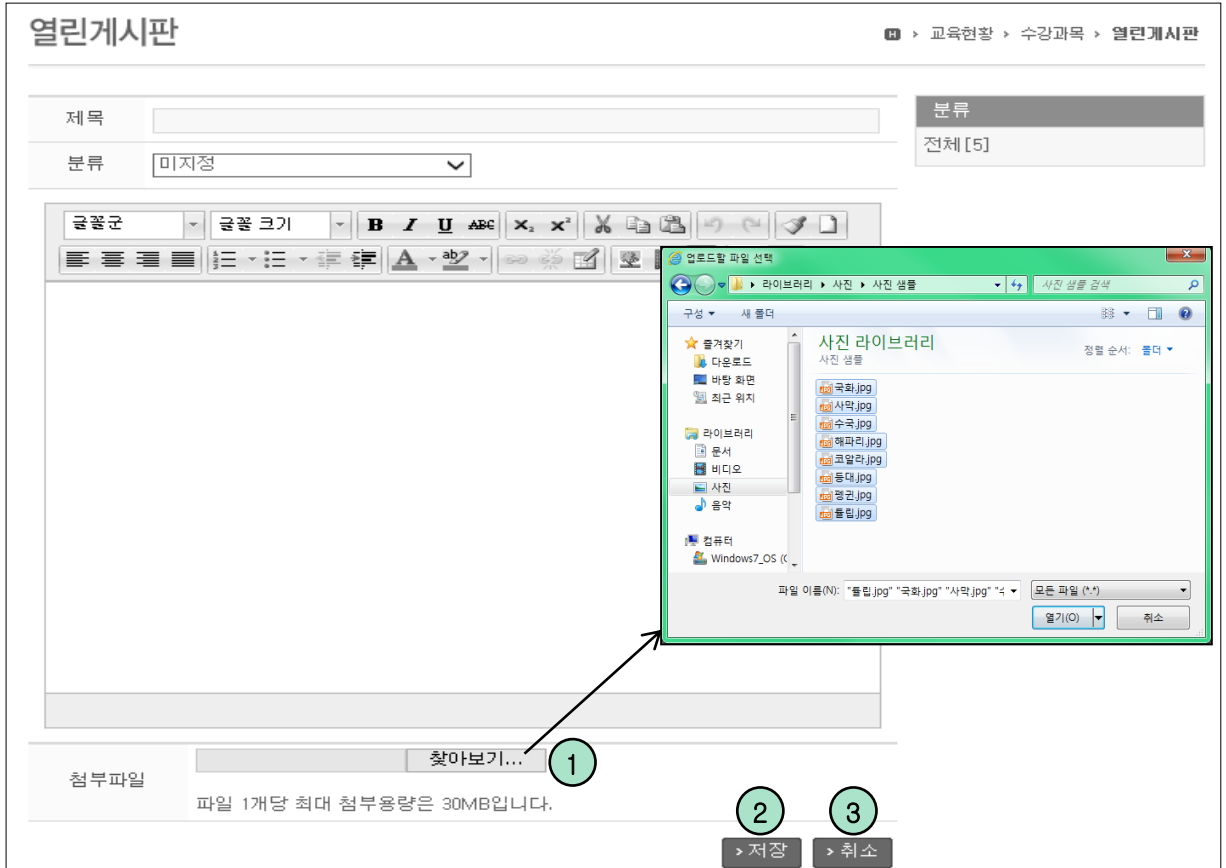 열린게시판
H > 교육현황 > 수강과목 > 열린게시판
제목
분류 미지정
분류
전체[5]
글꼴군 글꼴 크기 B I U ABC X₂ X²
A ab
업로드할 파일 선택
라이브러리 ▸ 사진 ▸ 사진 샘플
사진 샘플 검색
구성 새 폴더
즐겨찾기
다운로드
바탕 화면
최근 위치
라이브러리
문서
비디오
사진
음악
컴퓨터
Windows7_OS (C
사진 라이브러리
사진 샘플
정렬 순서: 폴더
국화.jpg
사막.jpg
수국.jpg
해파리.jpg
코알라.jpg
등대.jpg
펭귄.jpg
튤립.jpg
파일 이름(N): "튤립.jpg" "국화.jpg" "사막.jpg" "수 모든 파일 (*.*)
열기(O) 취소
첨부파일
찾아보기... 1
파일 1개당 최대 첨부용량은 30MB입니다.
2 3
> 저장 > 취소